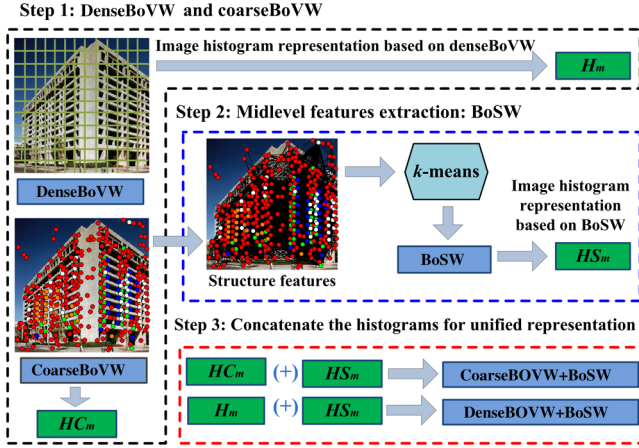 Step 1: DenseBoVW and coarseBoVW
Image histogram representation based on denseBoVW
Hm
DenseBoVW
Step 2: Midlevel features extraction: BoSW
k-means
Image histogram
representation
based on BoSW
BoSW
HSm
Structure features
CoarseBoVW
HCm
Step 3: Concatenate the histograms for unified representation
HCm (+) HSm CoarseBOVW+BoSW
Hm (+) HSm DenseBOVW+BoSW